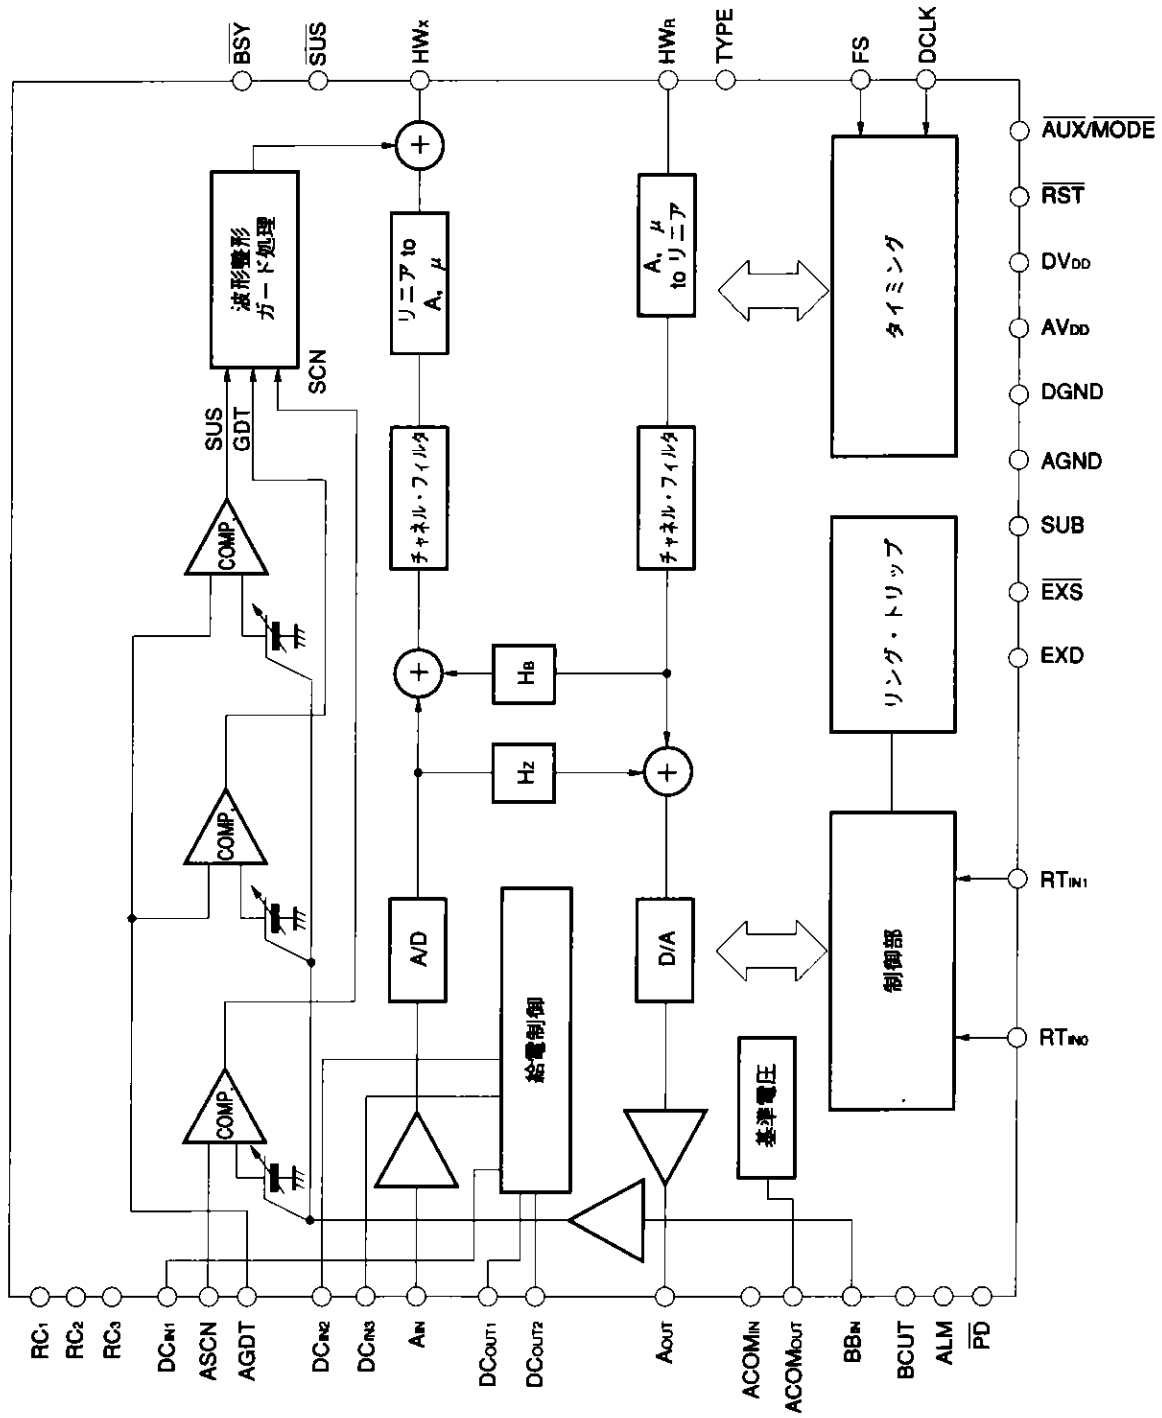 BSY
SUS
HWX
HWR
TYPE
FS
DCLK
波形整形
ガード処理
SUS
GDT
SCN
リニア to
A, μ
A, μ
to リニア
タイミング
チャネル・フィルタ
チャネル・フィルタ
リング・トリップ
COMP.
COMP.
COMP.
HB
HZ
A/D
D/A
給電制御
基準電圧
制御部
AUX/MODE
RST
DVDD
AVDD
DGND
AGND
SUB
EXS
EXD
RTIN1
RTIN0
RC1
RC2
RC3
DCIN1
ASCN
AGDT
DCIN2
DCIN3
AIN
DCOUT1
DCOUT2
AOUT
ACOMIN
ACOMOUT
BBIN
BCUT
ALM
PD